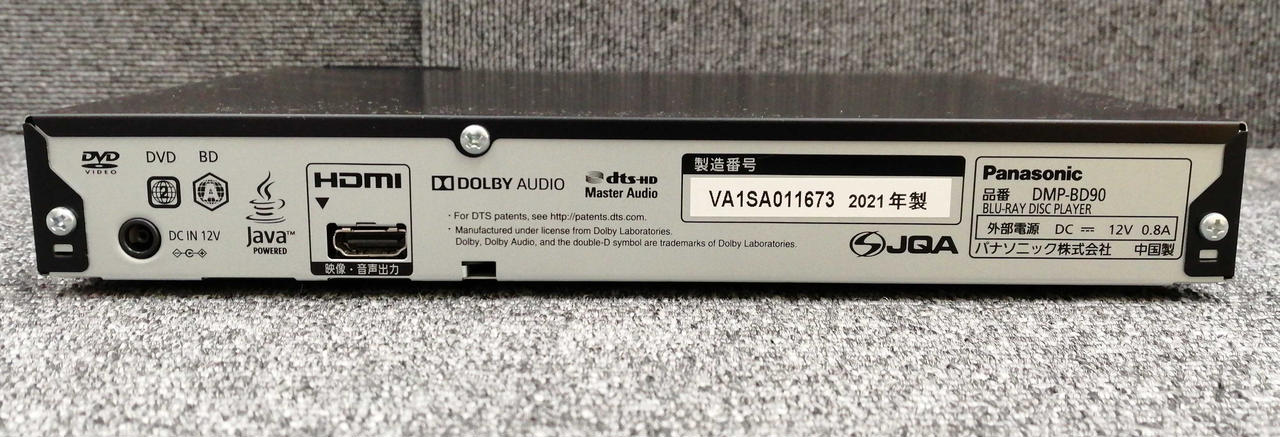 DVD
VIDEO
DVD BD
2
A
DC IN 12V
Java™
POWERED
HDMI
映像・音声出力
DOLBY AUDIO
dts-HD
Master Audio
・For DTS patents, see http://patents.dts.com.
・Manufactured under license from Dolby Laboratories.
Dolby, Dolby Audio, and the double-D symbol are trademarks of Dolby Laboratories.
製造番号
VA1SA011673 2021年製
JQA
Panasonic
品番 DMP-BD90
BLU-RAY DISC PLAYER
外部電源 DC ⎓ 12V 0.8A
パナソニック株式会社 中国製